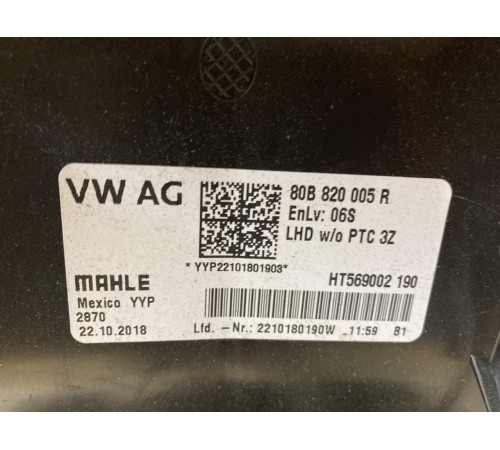 VW AG
80B 820 005 R
EnLv: 06S
LHD w/o PTC 3Z
* YYP22101801903*
MAHLE
HT569002 190
Mexico YYP
2870
22.10.2018
Lfd. - Nr.: 2210180190W _11:59 B1